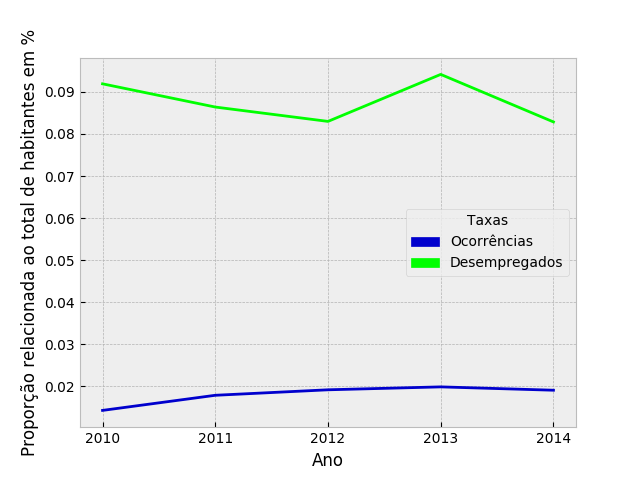 Proporção relacionada ao total de habitantes em %
0.09
0.08
0.07
0.06
0.05
0.04
0.03
0.02
Taxas
Ocorrências
Desempregados
2010 2011 2012 2013 2014
Ano